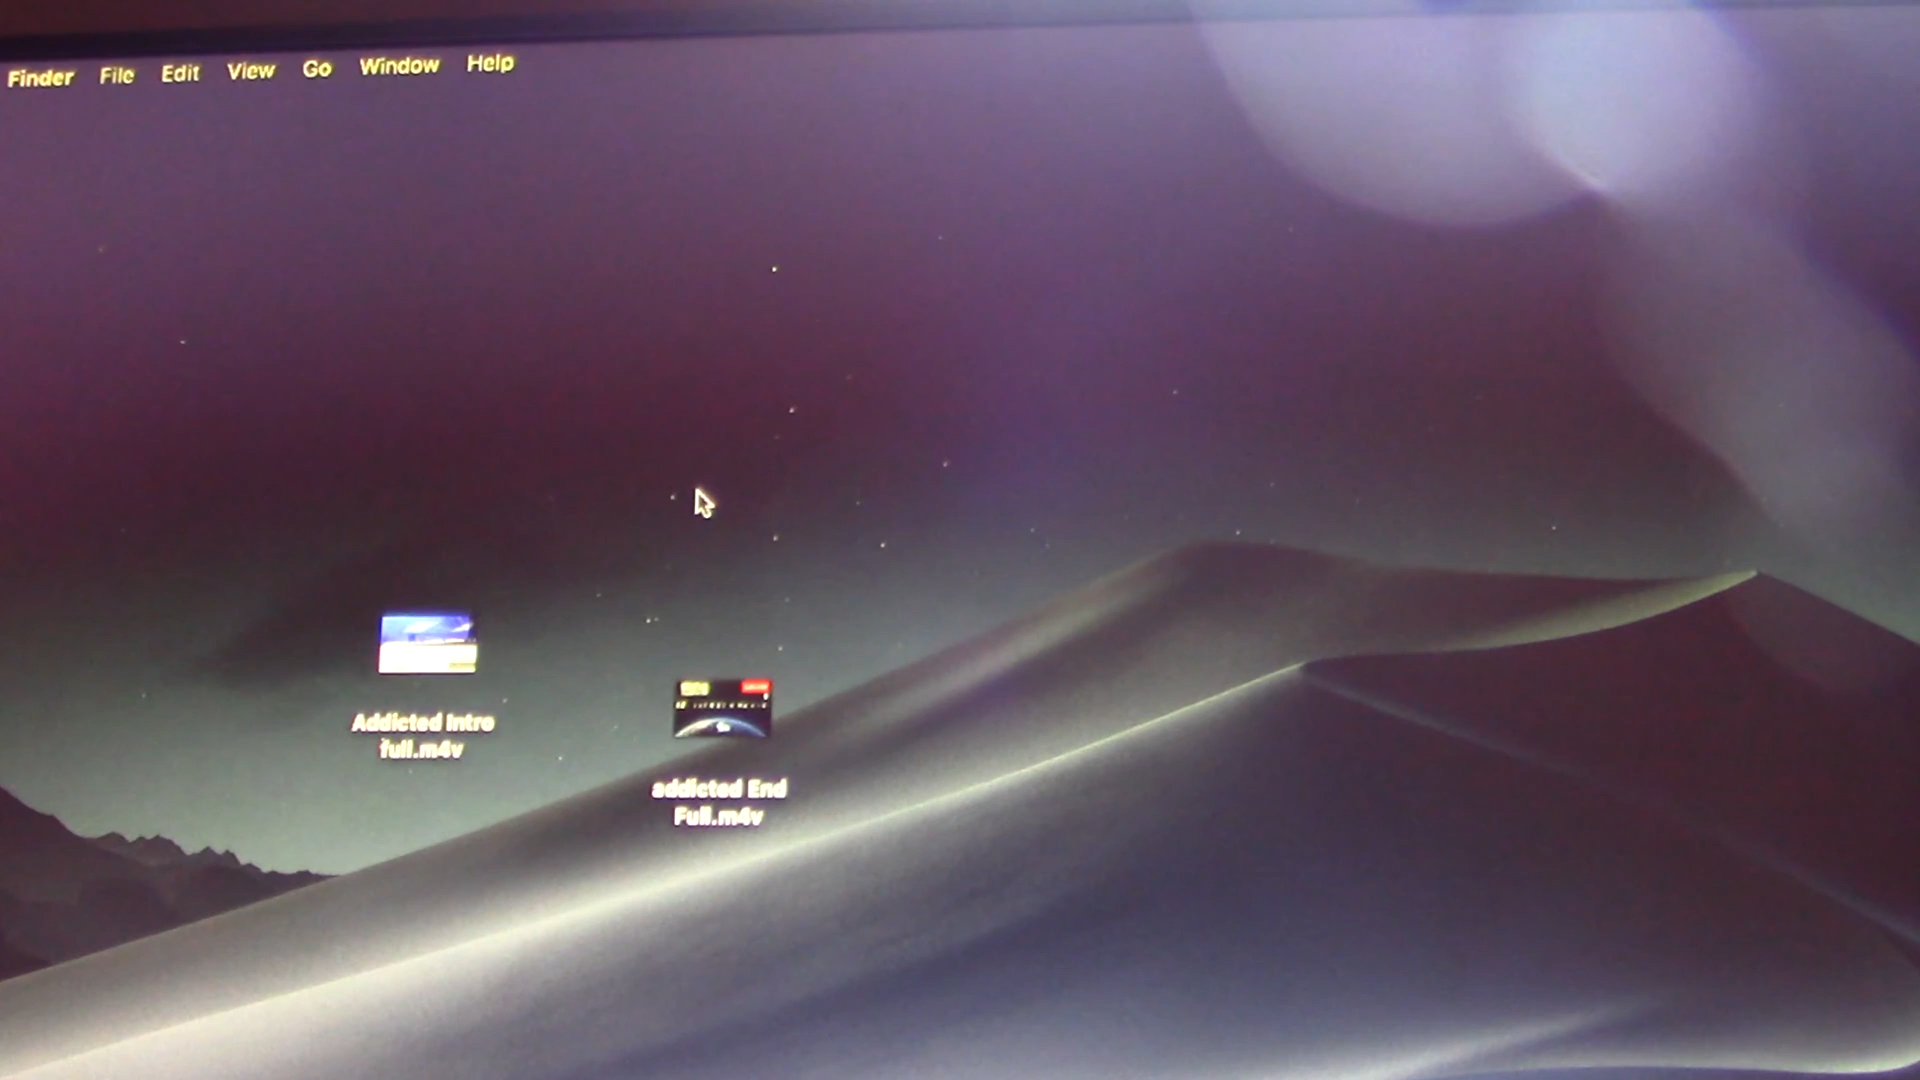 Finder File Edit View Go Window Help
Addicted Intro
full.m4v
addicted End
Full.m4v